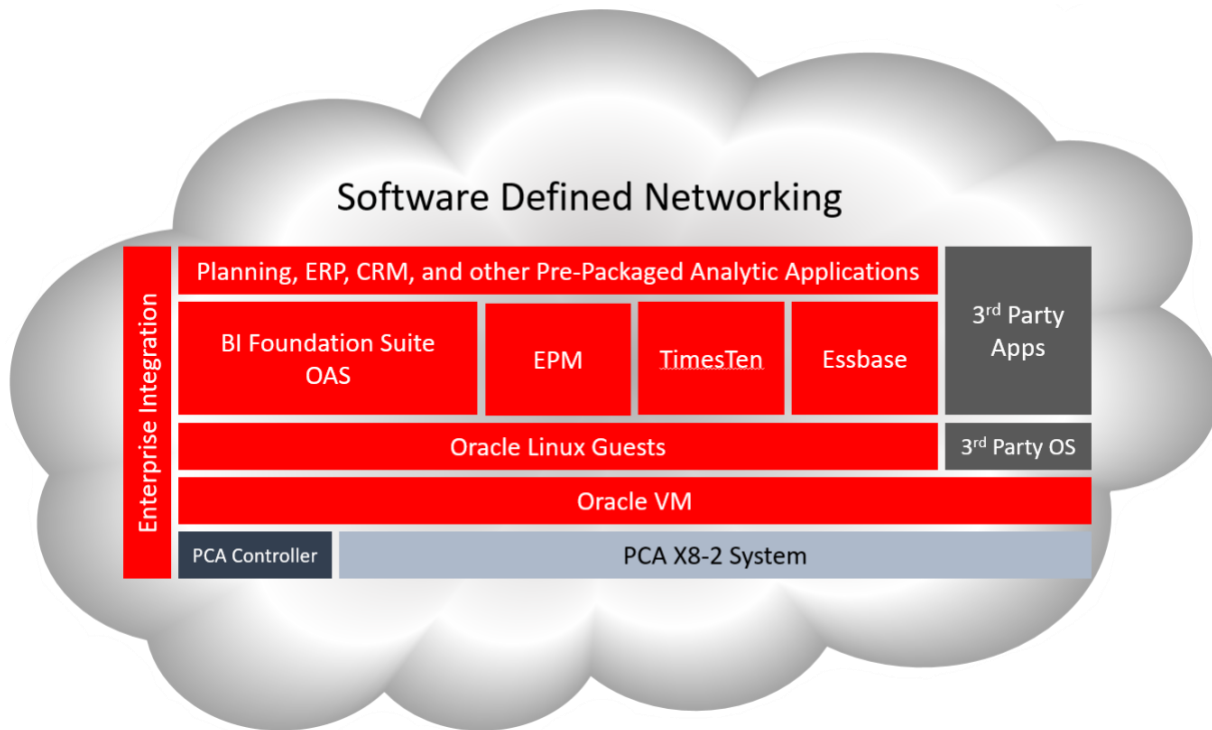 Software Defined Networking
Enterprise Integration
Planning, ERP, CRM, and other Pre-Packaged Analytic Applications
BI Foundation Suite
OAS
EPM
TimesTen
Essbase
3rd Party
Apps
Oracle Linux Guests
3rd Party OS
Oracle VM
PCA Controller
PCA X8-2 System